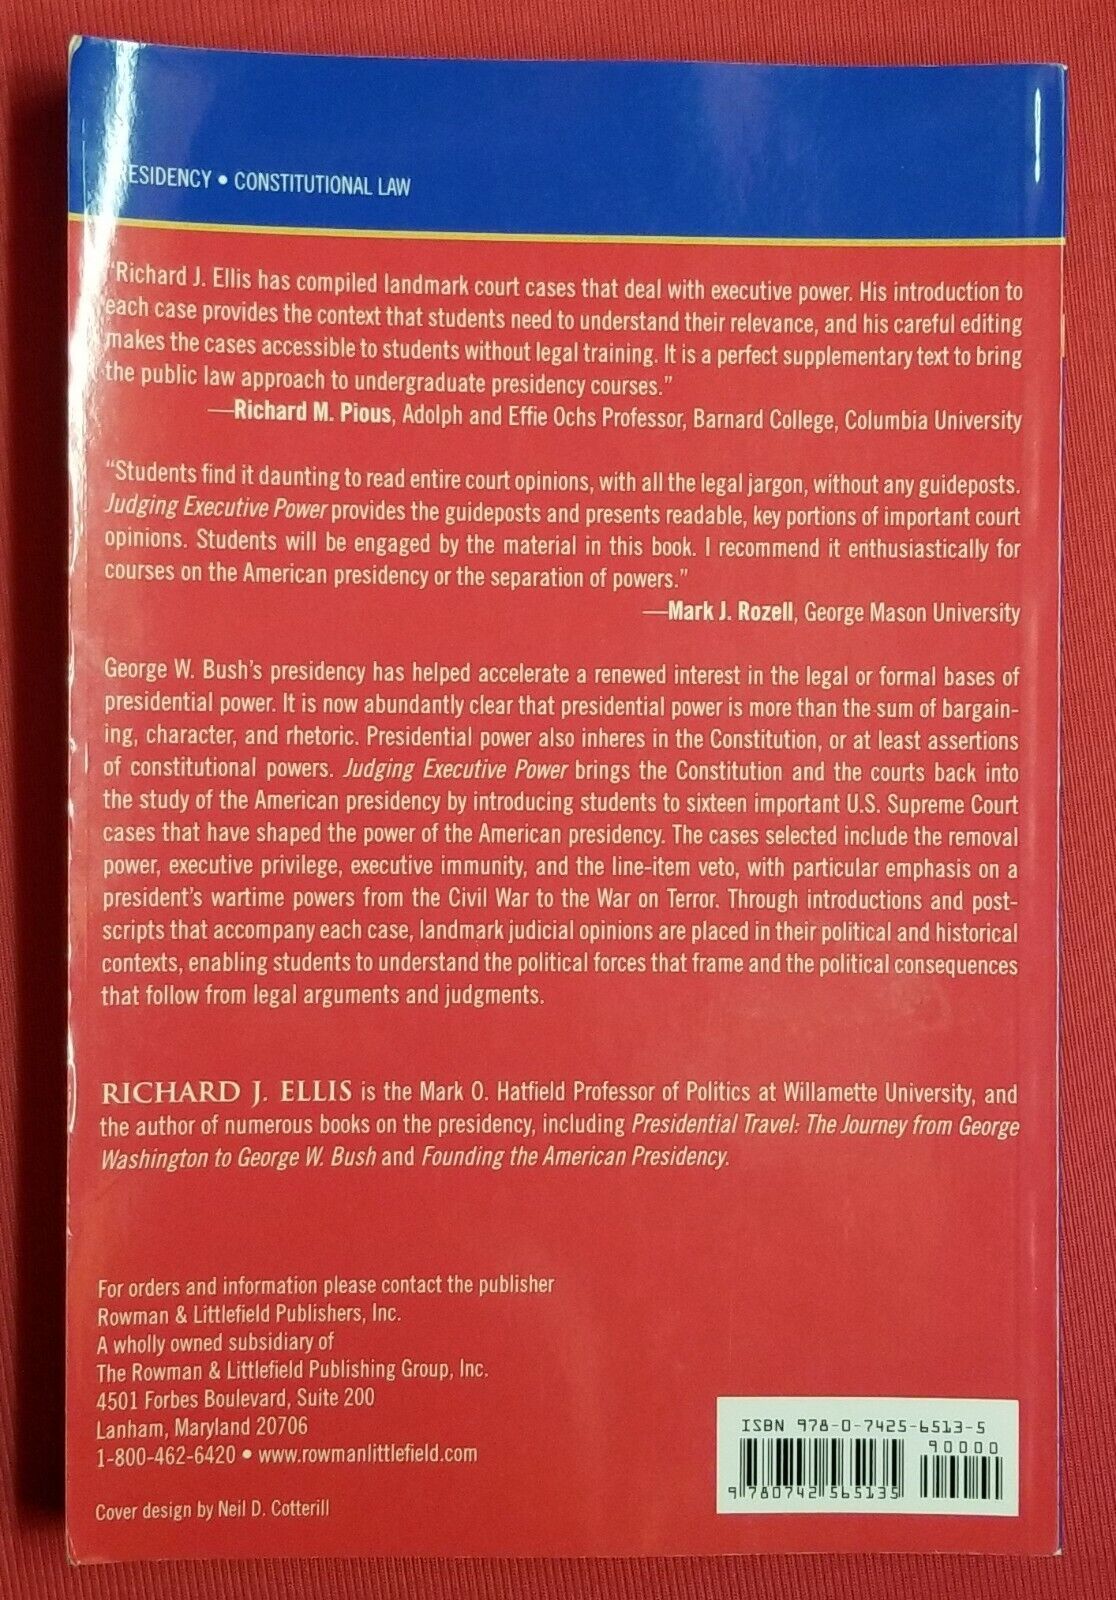 PRESIDENCY • CONSTITUTIONAL LAW
"Richard J. Ellis has compiled landmark court cases that deal with executive power. His introduction to
each case provides the context that students need to understand their relevance, and his careful editing
makes the cases accessible to students without legal training. It is a perfect supplementary text to bring
the public law approach to undergraduate presidency courses."
—Richard M. Pious, Adolph and Effie Ochs Professor, Barnard College, Columbia University
"Students find it daunting to read entire court opinions, with all the legal jargon, without any guideposts.
Judging Executive Power provides the guideposts and presents readable, key portions of important court
opinions. Students will be engaged by the material in this book. I recommend it enthusiastically for
courses on the American presidency or the separation of powers."
—Mark J. Rozell, George Mason University
George W. Bush's presidency has helped accelerate a renewed interest in the legal or formal bases of
presidential power. It is now abundantly clear that presidential power is more than the sum of bargain-
ing, character, and rhetoric. Presidential power also inheres in the Constitution, or at least assertions
of constitutional powers. Judging Executive Power brings the Constitution and the courts back into
the study of the American presidency by introducing students to sixteen important U.S. Supreme Court
cases that have shaped the power of the American presidency. The cases selected include the removal
power, executive privilege, executive immunity, and the line-item veto, with particular emphasis on a
president's wartime powers from the Civil War to the War on Terror. Through introductions and post-
scripts that accompany each case, landmark judicial opinions are placed in their political and historical
contexts, enabling students to understand the political forces that frame and the political consequences
that follow from legal arguments and judgments.
RICHARD J. ELLIS is the Mark O. Hatfield Professor of Politics at Willamette University, and
the author of numerous books on the presidency, including Presidential Travel: The Journey from George
Washington to George W. Bush and Founding the American Presidency.
For orders and information please contact the publisher
Rowman & Littlefield Publishers, Inc.
A wholly owned subsidiary of
The Rowman & Littlefield Publishing Group, Inc.
4501 Forbes Boulevard, Suite 200
Lanham, Maryland 20706
1-800-462-6420 • www.rowmanlittlefield.com
Cover design by Neil D. Cotterill
ISBN 978-0-7425-6513-5
90000
9 780742 565135